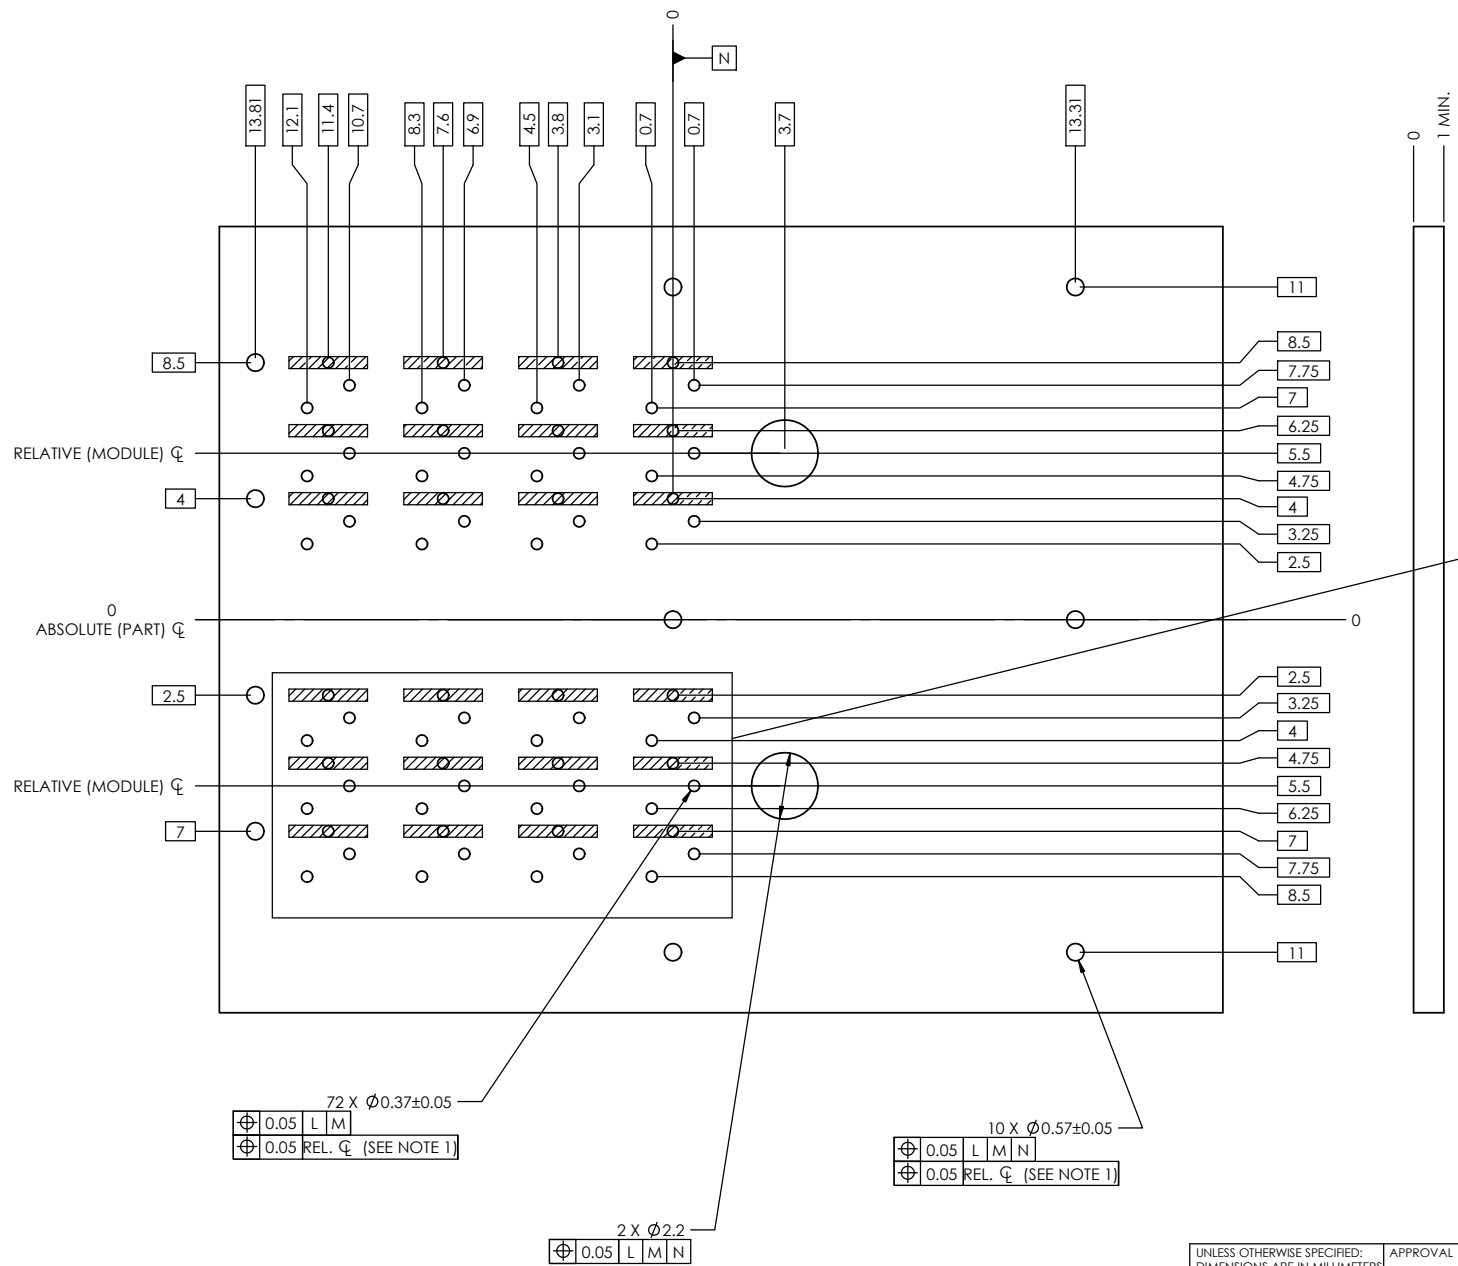 0
N
13.81
12.1
11.4
10.7
8.3
7.6
6.9
4.5
3.8
3.1
0.7
0.7
3.7
13.31
0
1 MIN.
11
8.5
8.5
7.75
7
6.25
RELATIVE (MODULE) ℄
5.5
4.75
4
4
3.25
2.5
0
ABSOLUTE (PART) ℄
0
2.5
2.5
3.25
4
4.75
RELATIVE (MODULE) ℄
5.5
6.25
7
7
7.75
8.5
11
72 X Ø0.37±0.05
⌖ 0.05 L M
⌖ 0.05 REL. ℄ (SEE NOTE 1)
10 X Ø0.57±0.05
⌖ 0.05 L M N
⌖ 0.05 REL. ℄ (SEE NOTE 1)
2 X Ø2.2
⌖ 0.05 L M N
UNLESS OTHERWISE SPECIFIED: APPROVAL
DIMENSIONS ARE IN MILLIMETERS